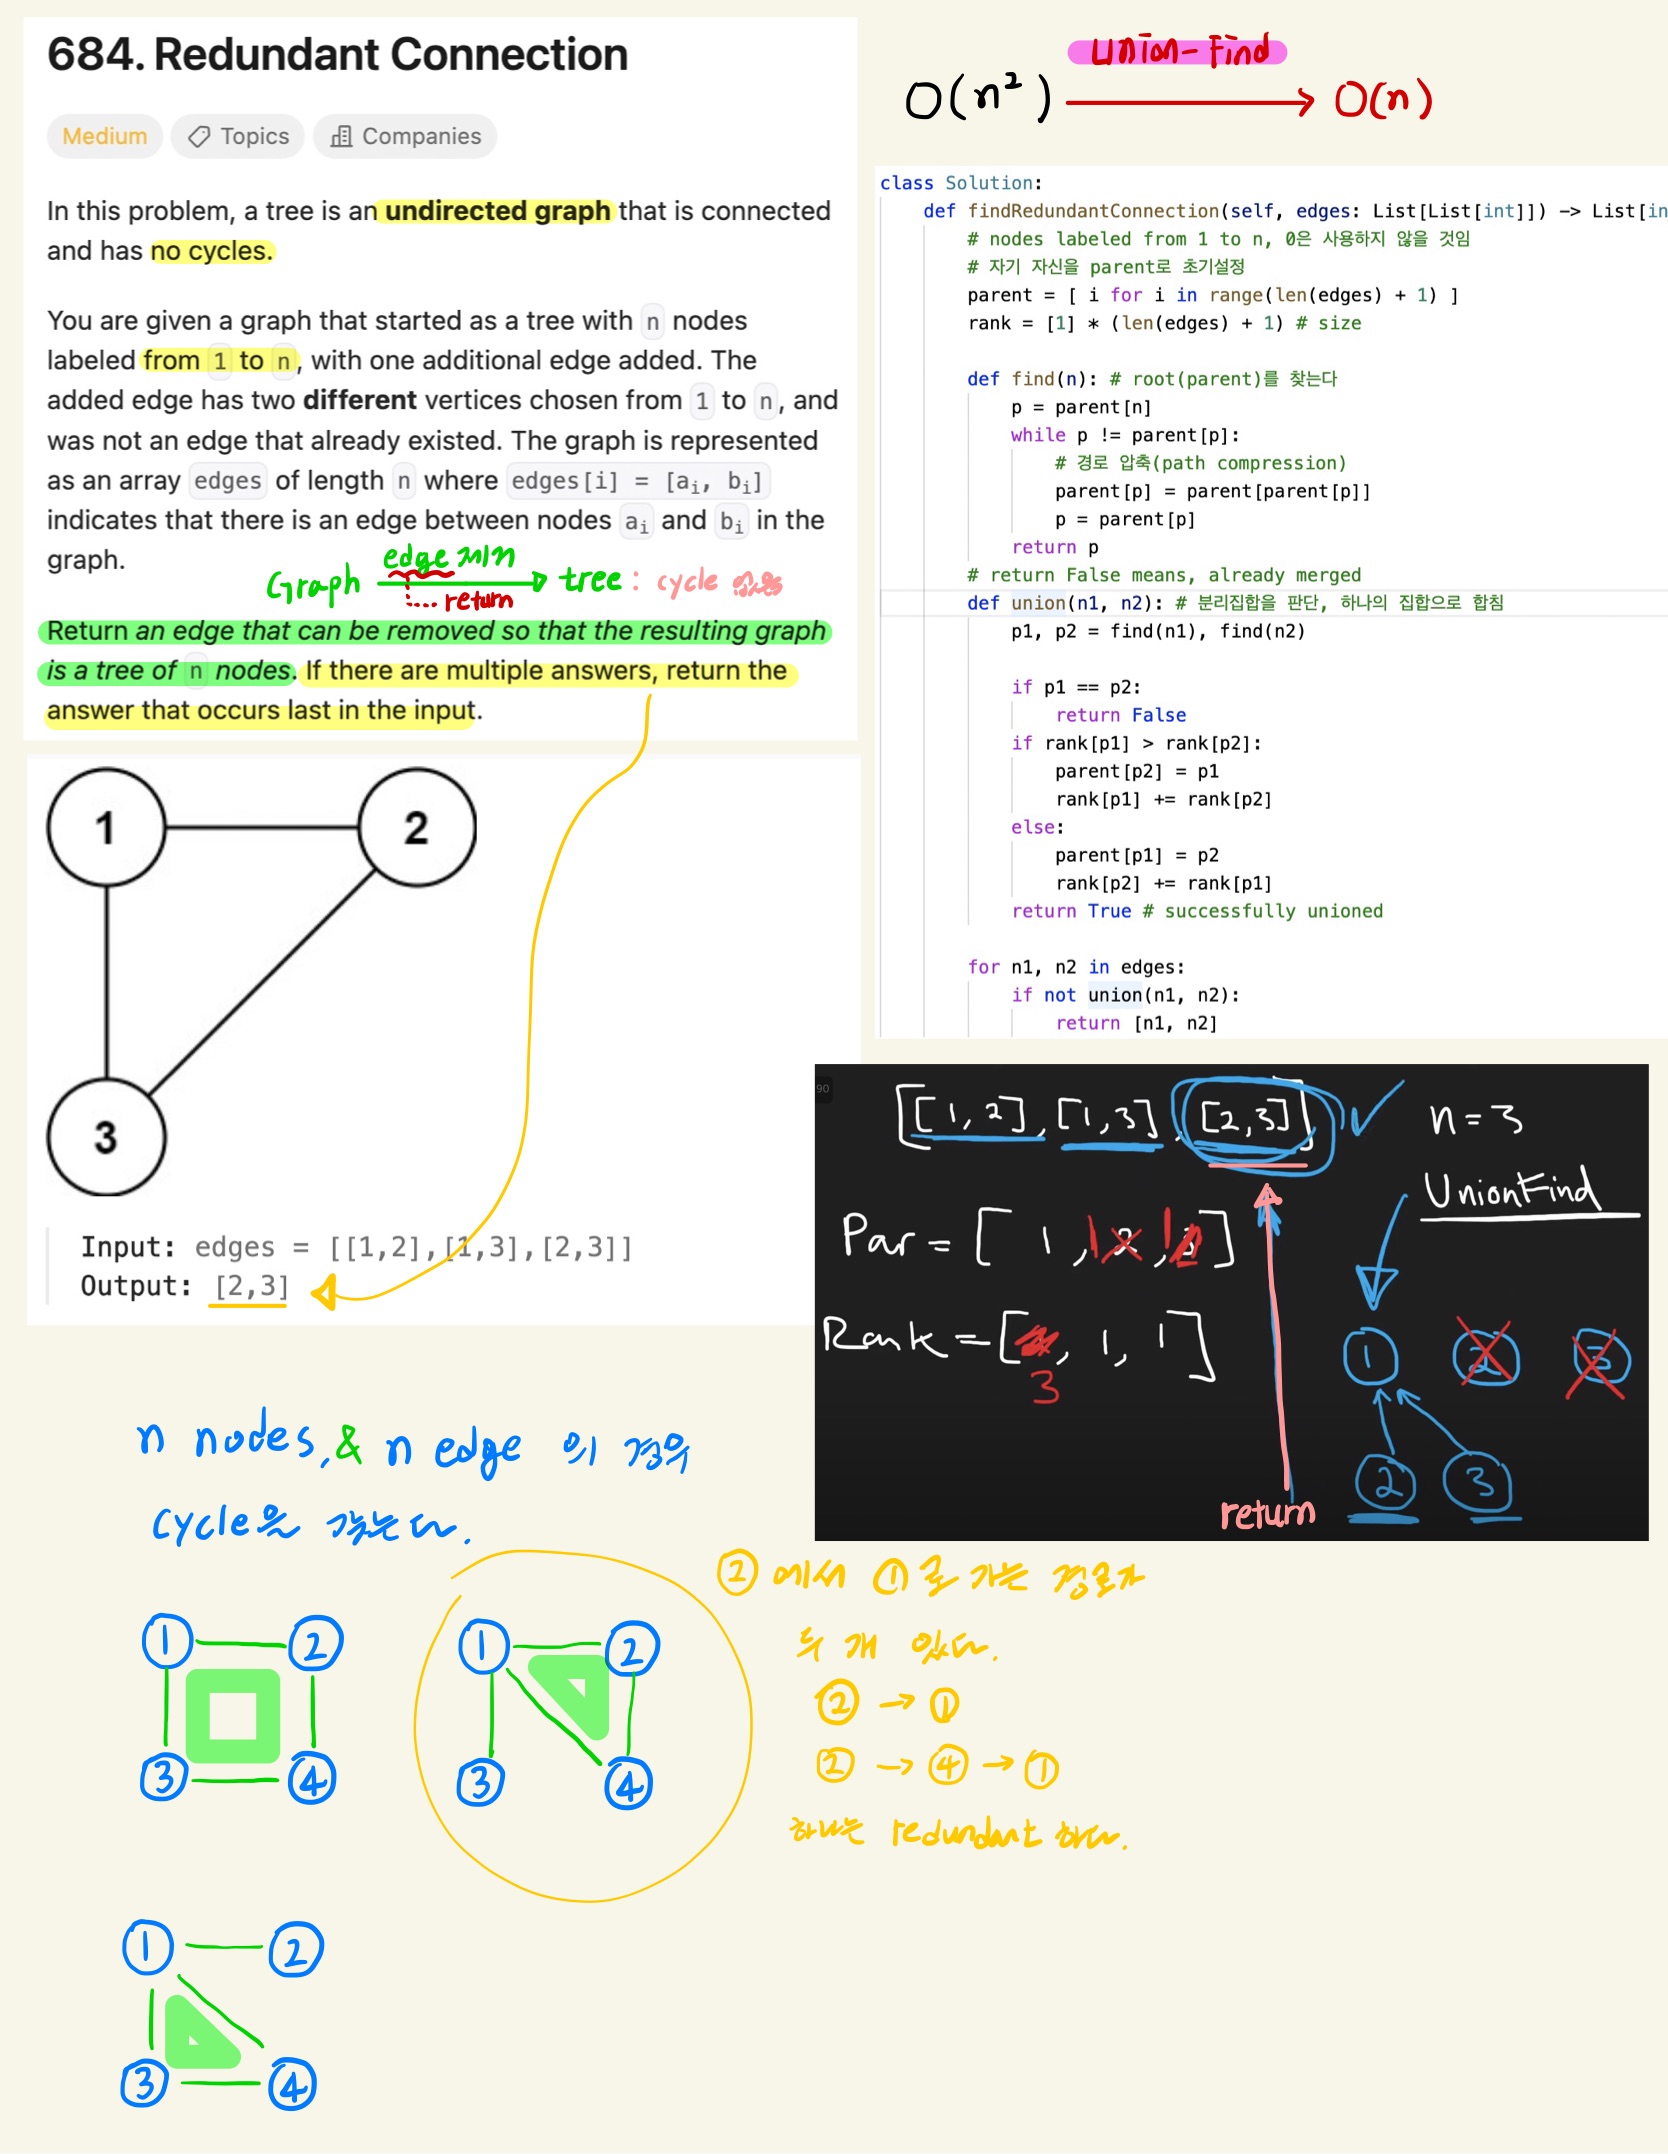 684. Redundant Connection
Medium
Topics
Companies
In this problem, a tree is an undirected graph that is connected
and has no cycles.
You are given a graph that started as a tree with n nodes
labeled from 1 to n, with one additional edge added. The
added edge has two different vertices chosen from 1 to n, and
was not an edge that already existed. The graph is represented
as an array edges of length n where edges[i] = [ai, bi]
indicates that there is an edge between nodes ai and bi in the
graph.
edge 제거
Graph → tree : cycle 없음
return
Return an edge that can be removed so that the resulting graph
is a tree of n nodes. If there are multiple answers, return the
answer that occurs last in the input.
1
2
3
Input: edges = [[1,2],[1,3],[2,3]]
Output: [2,3]
Union-Find
O(n²) → O(n)
class Solution:
def findRedundantConnection(self, edges: List[List[int]]) -> List[in
# nodes labeled from 1 to n, 0은 사용하지 않을 것임
# 자기 자신을 parent로 초기설정
parent = [ i for i in range(len(edges) + 1) ]
rank = [1] * (len(edges) + 1) # size
def find(n): # root(parent)를 찾는다
p = parent[n]
while p != parent[p]:
# 경로 압축(path compression)
parent[p] = parent[parent[p]]
p = parent[p]
return p
# return False means, already merged
def union(n1, n2): # 분리집합을 판단, 하나의 집합으로 합침
p1, p2 = find(n1), find(n2)
if p1 == p2:
return False
if rank[p1] > rank[p2]:
parent[p2] = p1
rank[p1] += rank[p2]
else:
parent[p1] = p2
rank[p2] += rank[p1]
return True # successfully unioned
for n1, n2 in edges:
if not union(n1, n2):
return [n1, n2]
90
[[1,2],[1,3],[2,3]]
n=3
UnionFind
Par = [1, 1 2, 1 3]
Rank = [ , 1, 1]
3
1
2
3
2
3
return
n nodes, & n edge 의 경우
cycle을 갖는다.
1
2
3
4
1
2
3
4
② 에서 ①로 가는 경로가
두 개 있다.
② → ①
② → ④ → ①
하나는 redundant 하다.
1
2
3
4